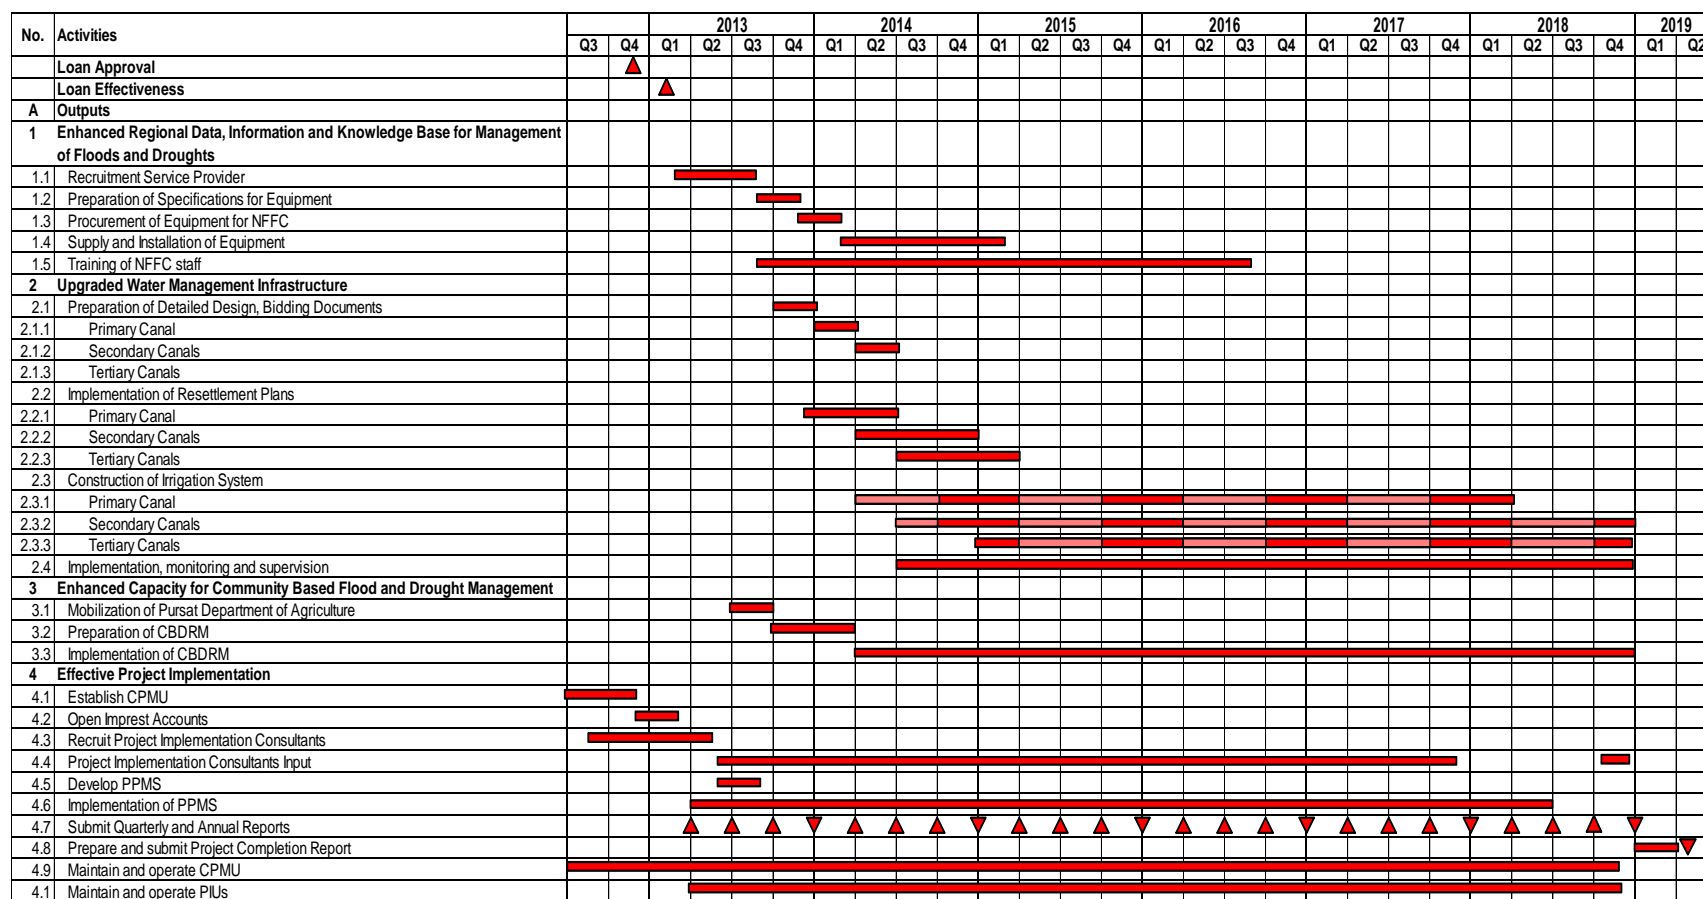 2013 2014 2015 2016 2017 2018 2019
No. Activities
Q3 Q4 Q1 Q2 Q3 Q4 Q1 Q2 Q3 Q4 Q1 Q2 Q3 Q4 Q1 Q2 Q3 Q4 Q1 Q2 Q3 Q4 Q1 Q2 Q3 Q4 Q1 Q2
Loan Approval
Loan Effectiveness
A Outputs
1 Enhanced Regional Data, Information and Knowledge Base for Management
of Floods and Droughts
1.1 Recruitment Service Provider
1.2 Preparation of Specifications for Equipment
1.3 Procurement of Equipment for NFFC
1.4 Supply and Installation of Equipment
1.5 Training of NFFC staff
2 Upgraded Water Management Infrastructure
2.1 Preparation of Detailed Design, Bidding Documents
2.1.1 Primary Canal
2.1.2 Secondary Canals
2.1.3 Tertiary Canals
2.2 Implementation of Resettlement Plans
2.2.1 Primary Canal
2.2.2 Secondary Canals
2.2.3 Tertiary Canals
2.3 Construction of Irrigation System
2.3.1 Primary Canal
2.3.2 Secondary Canals
2.3.3 Tertiary Canals
2.4 Implementation, monitoring and supervision
3 Enhanced Capacity for Community Based Flood and Drought Management
3.1 Mobilization of Pursat Department of Agriculture
3.2 Preparation of CBDRM
3.3 Implementation of CBDRM
4 Effective Project Implementation
4.1 Establish CPMU
4.2 Open Imprest Accounts
4.3 Recruit Project Implementation Consultants
4.4 Project Implementation Consultants Input
4.5 Develop PPMS
4.6 Implementation of PPMS
4.7 Submit Quarterly and Annual Reports
4.8 Prepare and submit Project Completion Report
4.9 Maintain and operate CPMU
4.1 Maintain and operate PIUs